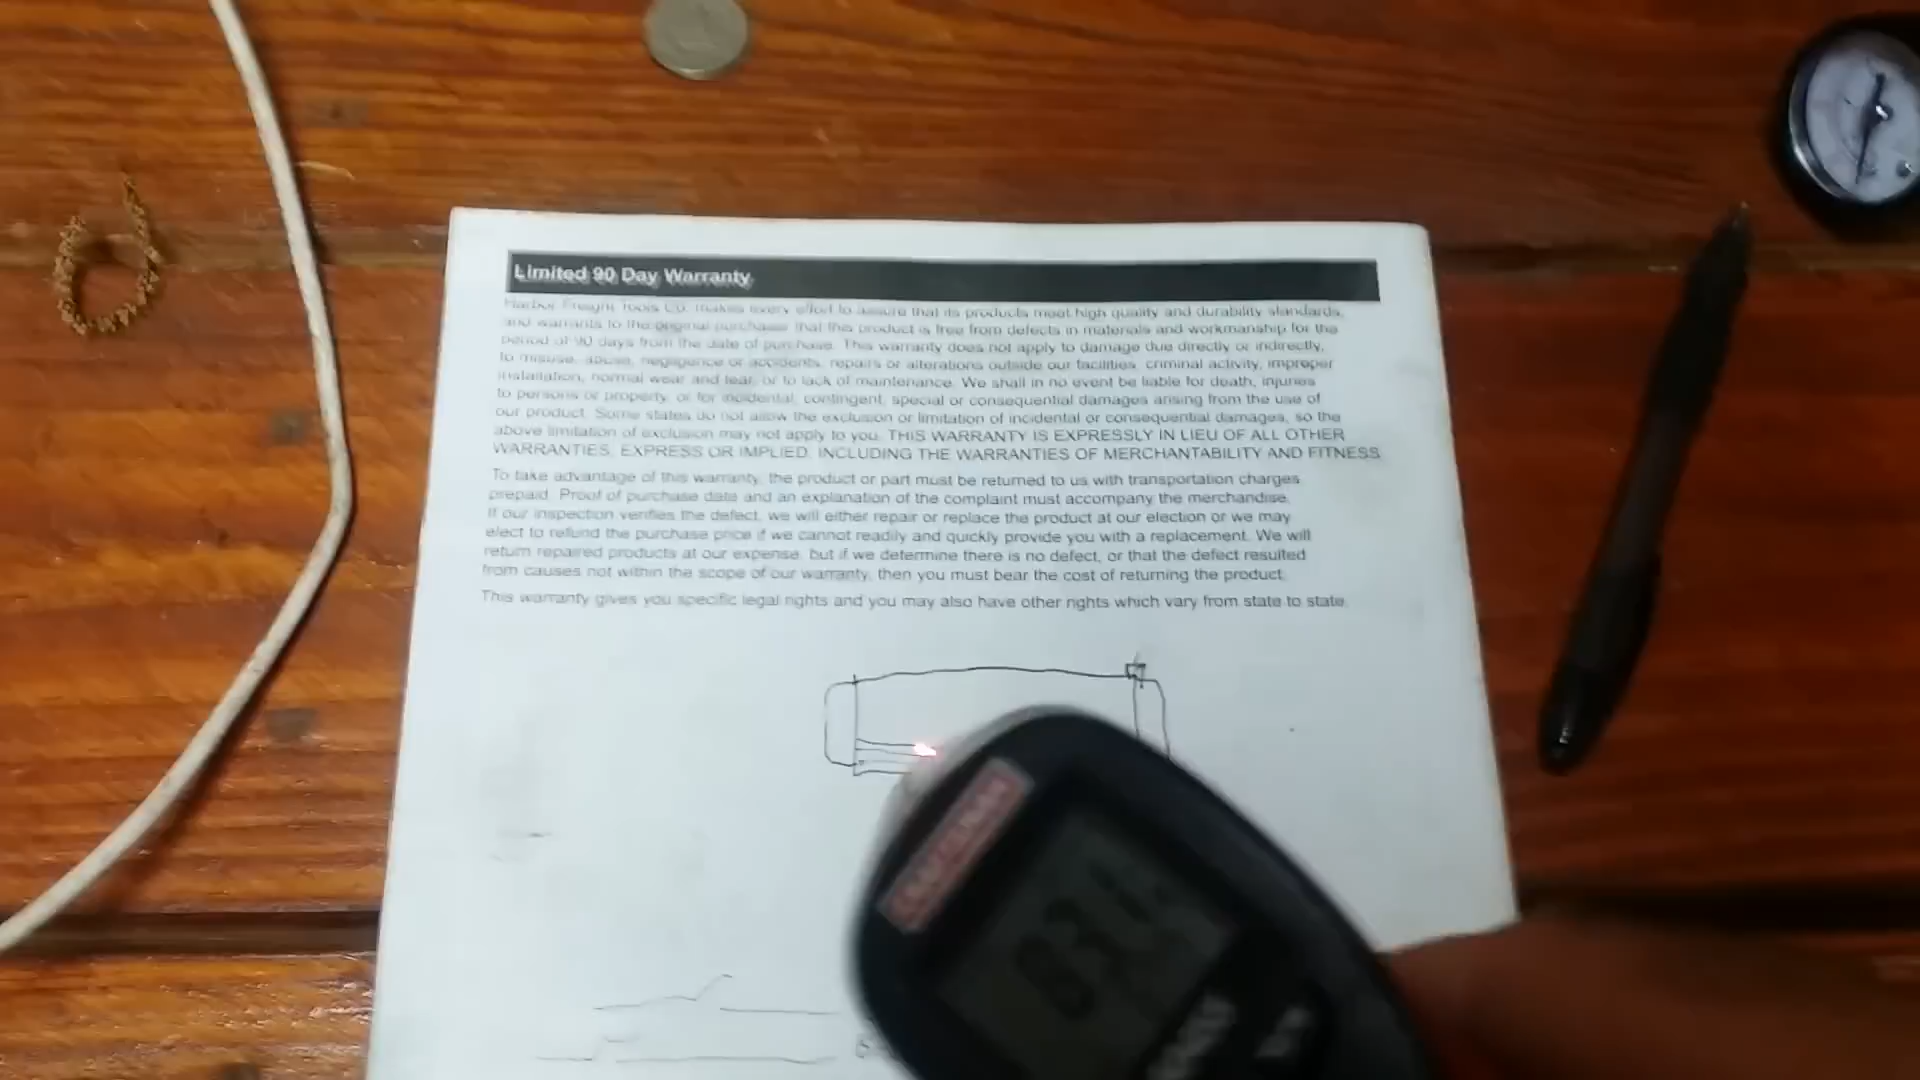 Limited 90 Day Warranty
Harbor Freight Tools Co. makes every effort to assure that its products meet high quality and durability standards,
and warrants to the original purchaser that this product is free from defects in materials and workmanship for the
period of 90 days from the date of purchase. This warranty does not apply to damage due directly or indirectly,
to misuse, abuse, negligence or accidents, repairs or alterations outside our facilities, criminal activity, improper
installation, normal wear and tear, or to lack of maintenance. We shall in no event be liable for death, injuries
to persons or property, or for incidental, contingent, special or consequential damages arising from the use of
our product. Some states do not allow the exclusion or limitation of incidental or consequential damages, so the
above limitation of exclusion may not apply to you. THIS WARRANTY IS EXPRESSLY IN LIEU OF ALL OTHER
WARRANTIES, EXPRESS OR IMPLIED, INCLUDING THE WARRANTIES OF MERCHANTABILITY AND FITNESS.
To take advantage of this warranty, the product or part must be returned to us with transportation charges
prepaid. Proof of purchase date and an explanation of the complaint must accompany the merchandise.
If our inspection verifies the defect, we will either repair or replace the product at our election or we may
elect to refund the purchase price if we cannot readily and quickly provide you with a replacement. We will
return repaired products at our expense, but if we determine there is no defect, or that the defect resulted
from causes not within the scope of our warranty, then you must bear the cost of returning the product.
This warranty gives you specific legal rights and you may also have other rights which vary from state to state.